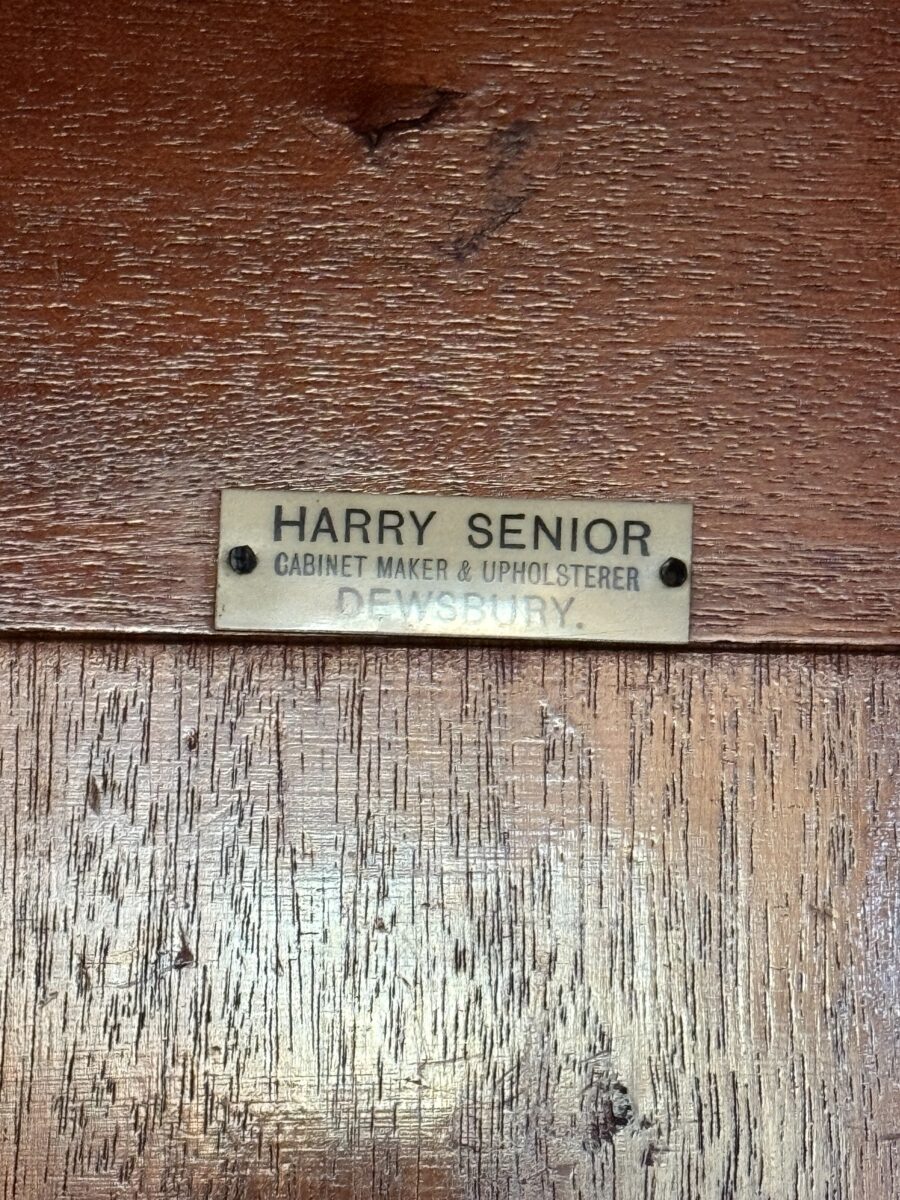 HARRY SENIOR
CABINET MAKER & UPHOLSTERER
DEWSBURY.